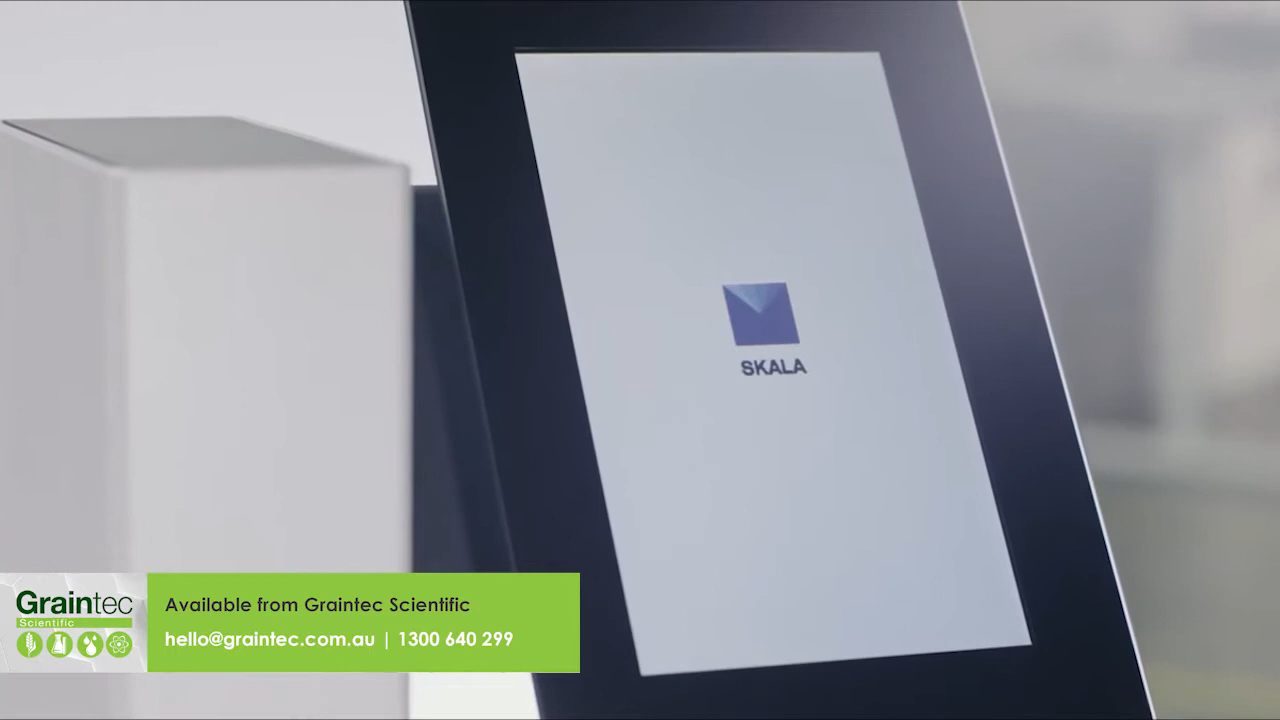 SKALA
Graintec
Scientific
Available from Graintec Scientific
hello@graintec.com.au | 1300 640 299